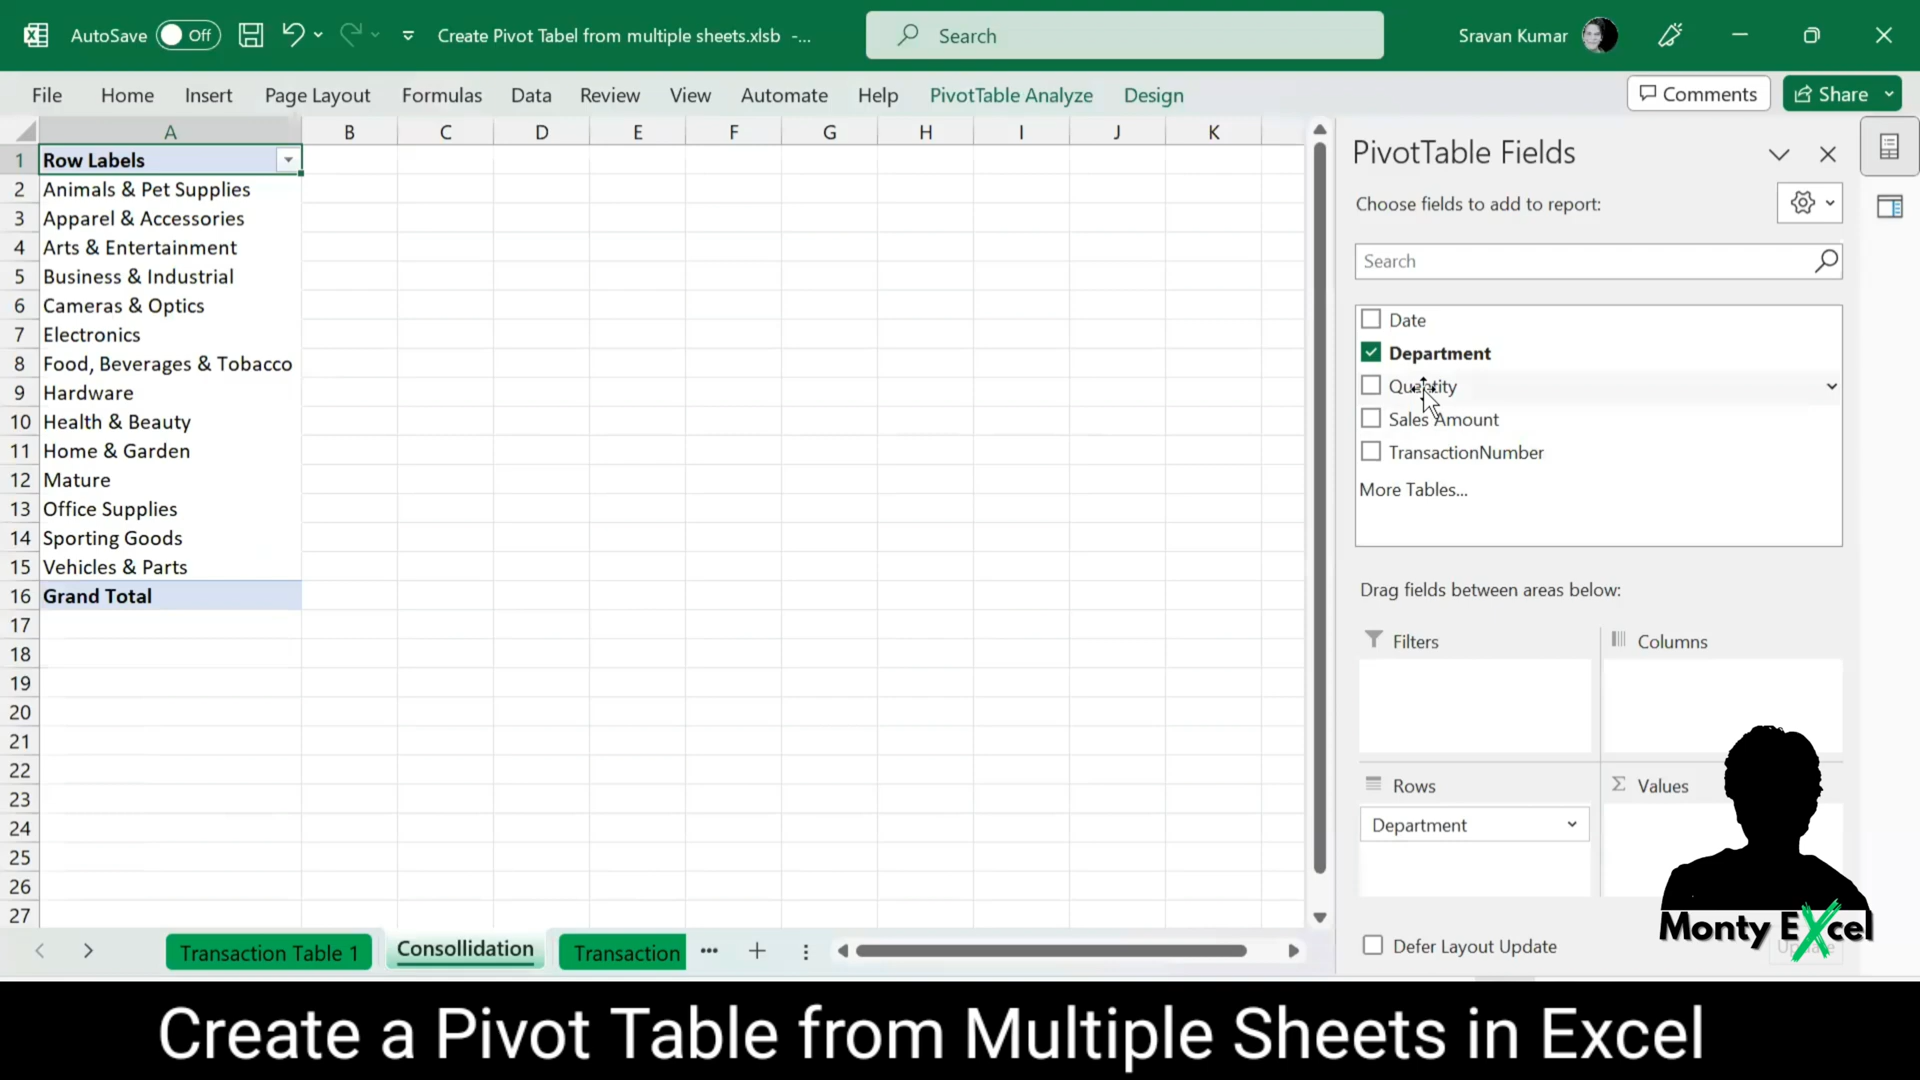 AutoSave Off Create Pivot Tabel from multiple sheets.xlsb -... Search Sravan Kumar
File Home Insert Page Layout Formulas Data Review View Automate Help PivotTable Analyze Design Comments Share
A B C D E F G H I J K
1 Row Labels
2 Animals & Pet Supplies
3 Apparel & Accessories
4 Arts & Entertainment
5 Business & Industrial
6 Cameras & Optics
7 Electronics
8 Food, Beverages & Tobacco
9 Hardware
10 Health & Beauty
11 Home & Garden
12 Mature
13 Office Supplies
14 Sporting Goods
15 Vehicles & Parts
16 Grand Total
17
18
19
20
21
22
23
24
25
26
27
PivotTable Fields
Choose fields to add to report:
Search
Date
Department
Quantity
Sales Amount
TransactionNumber
More Tables...
Drag fields between areas below:
Filters Columns
Rows Σ Values
Department
Defer Layout Update
Monty Excel
Transaction Table 1 Consollidation Transaction
Create a Pivot Table from Multiple Sheets in Excel